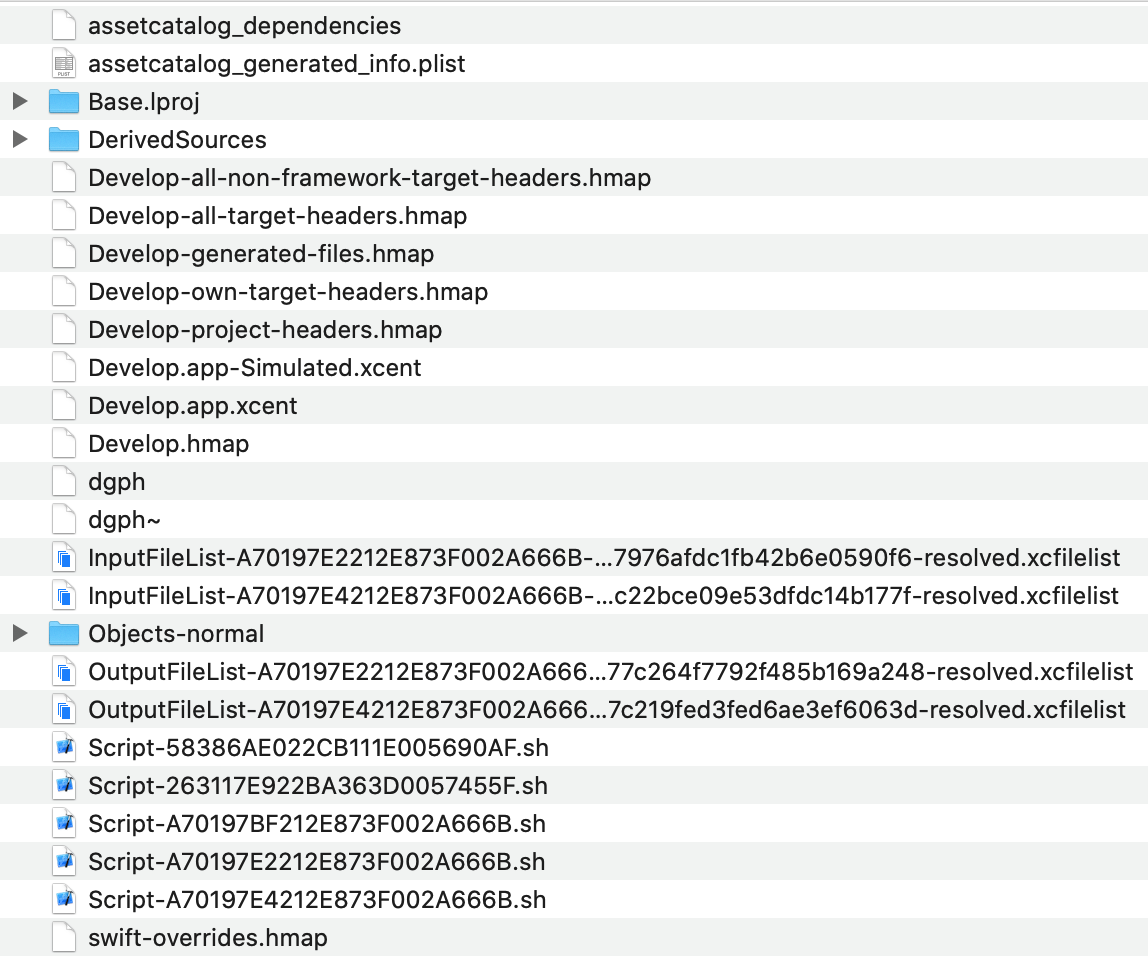 assetcatalog_dependencies
assetcatalog_generated_info.plist
Base.lproj
DerivedSources
Develop-all-non-framework-target-headers.hmap
Develop-all-target-headers.hmap
Develop-generated-files.hmap
Develop-own-target-headers.hmap
Develop-project-headers.hmap
Develop.app-Simulated.xcent
Develop.app.xcent
Develop.hmap
dgph
dgph~
InputFileList-A70197E2212E873F002A666B-...7976afdc1fb42b6e0590f6-resolved.xcfilelist
InputFileList-A70197E4212E873F002A666B-...c22bce09e53dfdc14b177f-resolved.xcfilelist
Objects-normal
OutputFileList-A70197E2212E873F002A666...77c264f7792f485b169a248-resolved.xcfilelist
OutputFileList-A70197E4212E873F002A666...7c219fed3fed6ae3ef6063d-resolved.xcfilelist
Script-58386AE022CB111E005690AF.sh
Script-263117E922BA363D0057455F.sh
Script-A70197BF212E873F002A666B.sh
Script-A70197E2212E873F002A666B.sh
Script-A70197E4212E873F002A666B.sh
swift-overrides.hmap